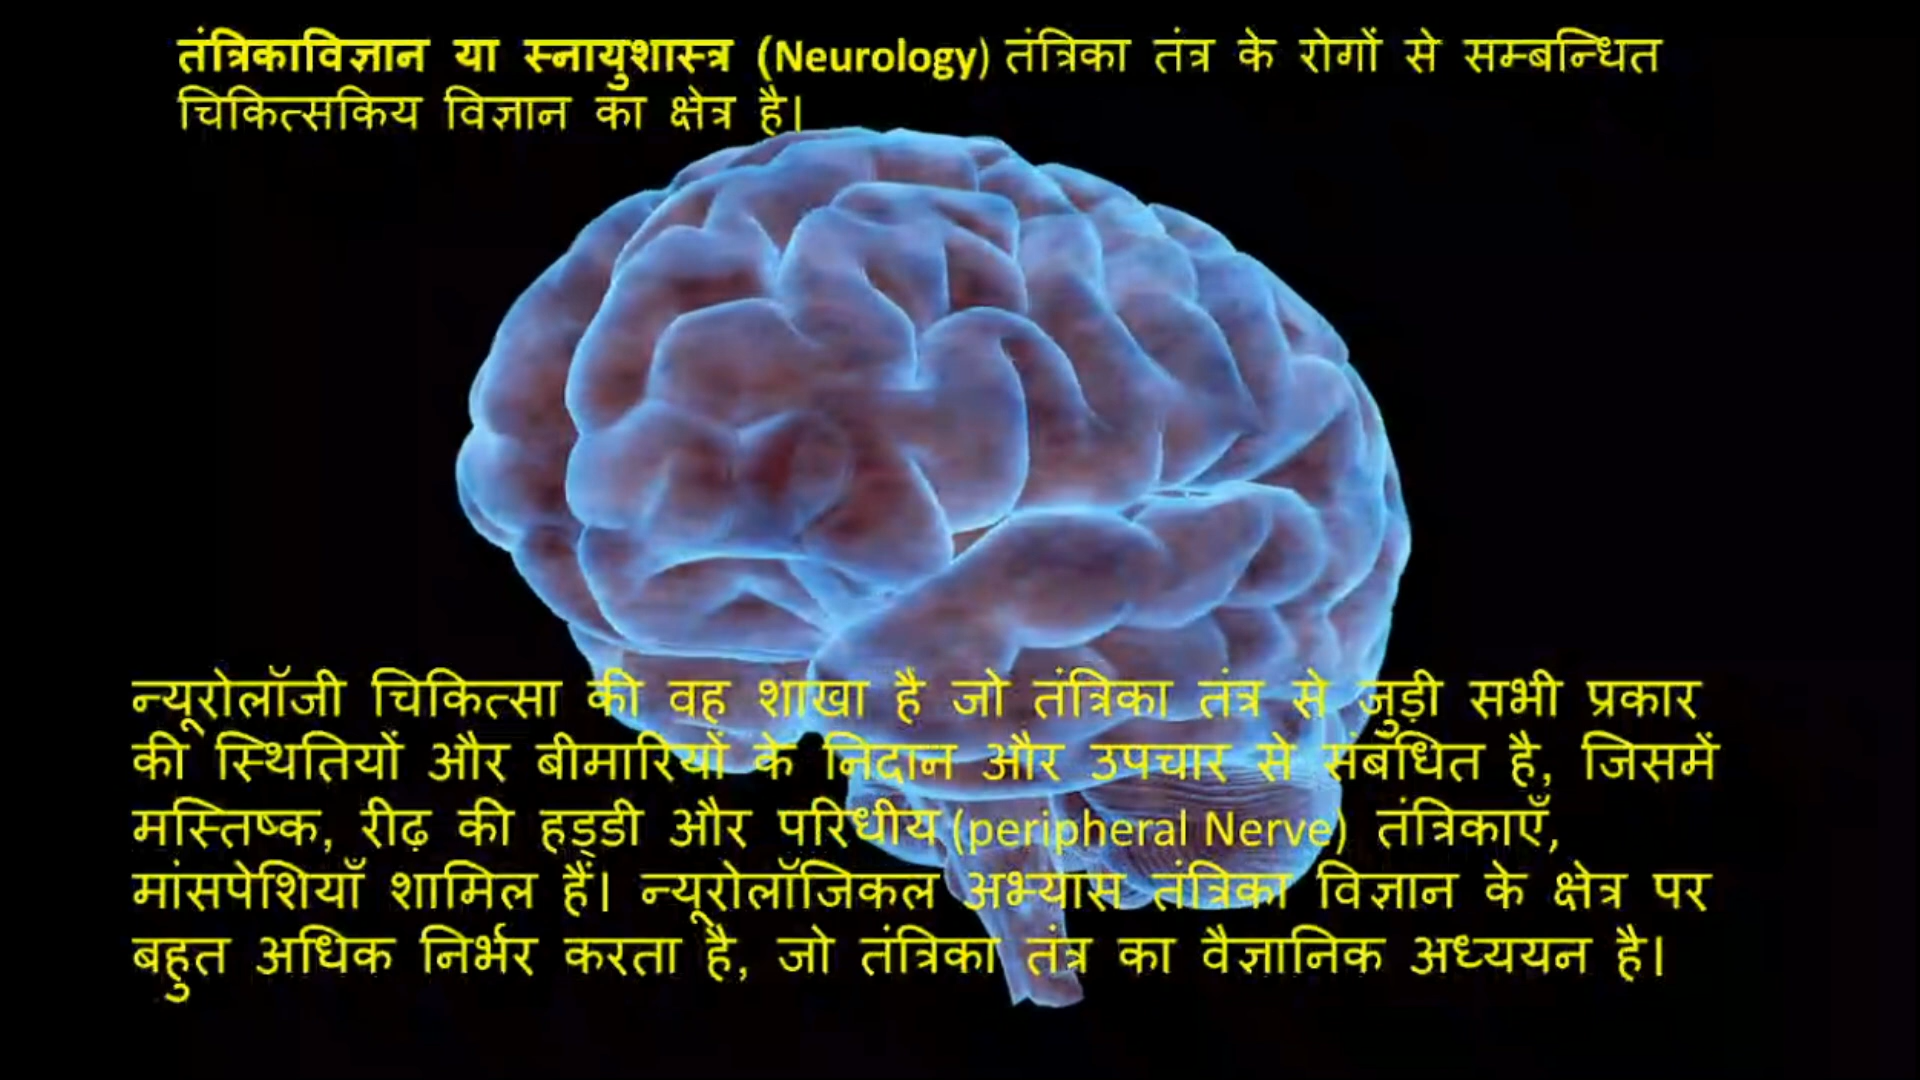 तंत्रिकाविज्ञान या स्नायुशास्त्र (Neurology) तंत्रिका तंत्र के रोगों से सम्बन्धित
चिकित्सकिय विज्ञान का क्षेत्र है।
न्यूरोलॉजी चिकित्सा की वह शाखा है जो तंत्रिका तंत्र से जुड़ी सभी प्रकार
की स्थितियों और बीमारियों के निदान और उपचार से संबंधित है, जिसमें
मस्तिष्क, रीढ़ की हड्डी और परिधीय (peripheral Nerve) तंत्रिकाएँ,
मांसपेशियाँ शामिल हैं। न्यूरोलॉजिकल अभ्यास तंत्रिका विज्ञान के क्षेत्र पर
बहुत अधिक निर्भर करता है, जो तंत्रिका तंत्र का वैज्ञानिक अध्ययन है।